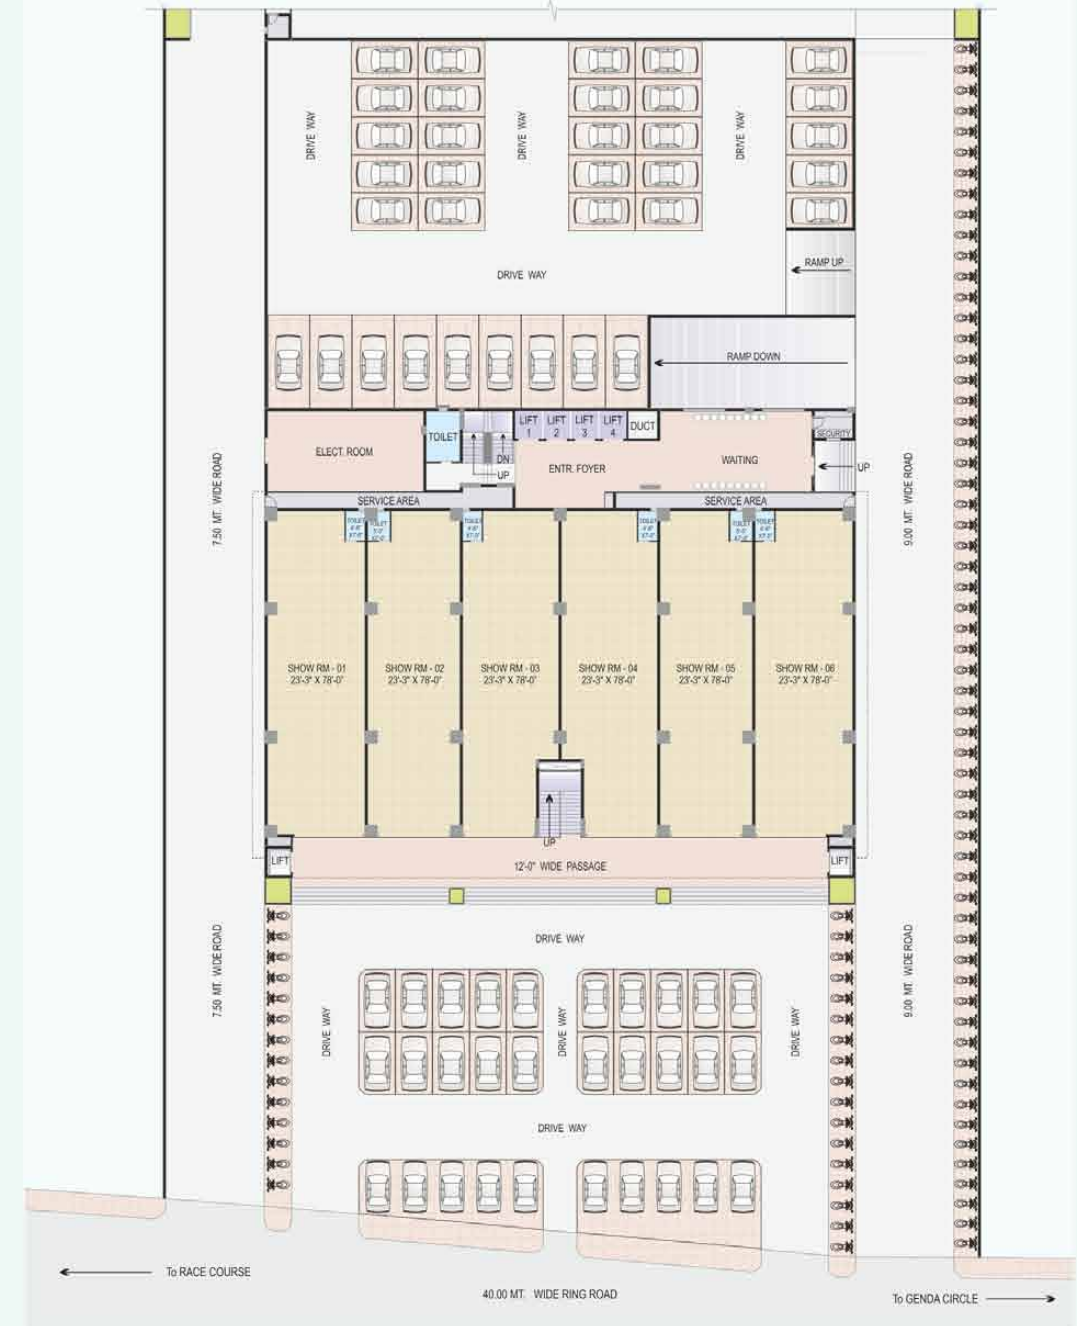 DRIVE WAY
DRIVE WAY
DRIVE WAY
RAMP UP
DRIVE WAY
RAMP DOWN
LIFT 1
LIFT 2
LIFT 3
LIFT 4
DUCT
TOILET
SECURITY
ELECT. ROOM
DN
UP
ENTR. FOYER
WAITING
UP
SERVICE AREA
SERVICE AREA
7.50 MT. WIDE ROAD
9.00 MT. WIDE ROAD
TOILET
TOILET
TOILET
TOILET
TOILET
TOILET
SHOW RM - 01
23'-3" X 78'-0"
SHOW RM - 02
23'-3" X 78'-0"
SHOW RM - 03
23'-3" X 78'-0"
SHOW RM - 04
23'-3" X 78'-0"
SHOW RM - 05
23'-3" X 78'-0"
SHOW RM - 06
23'-3" X 78'-0"
UP
LIFT
12'-0" WIDE PASSAGE
LIFT
DRIVE WAY
7.50 MT. WIDE ROAD
9.00 MT. WIDE ROAD
DRIVE WAY
DRIVE WAY
DRIVE WAY
DRIVE WAY
To RACE COURSE
40.00 MT. WIDE RING ROAD
To GENDA CIRCLE